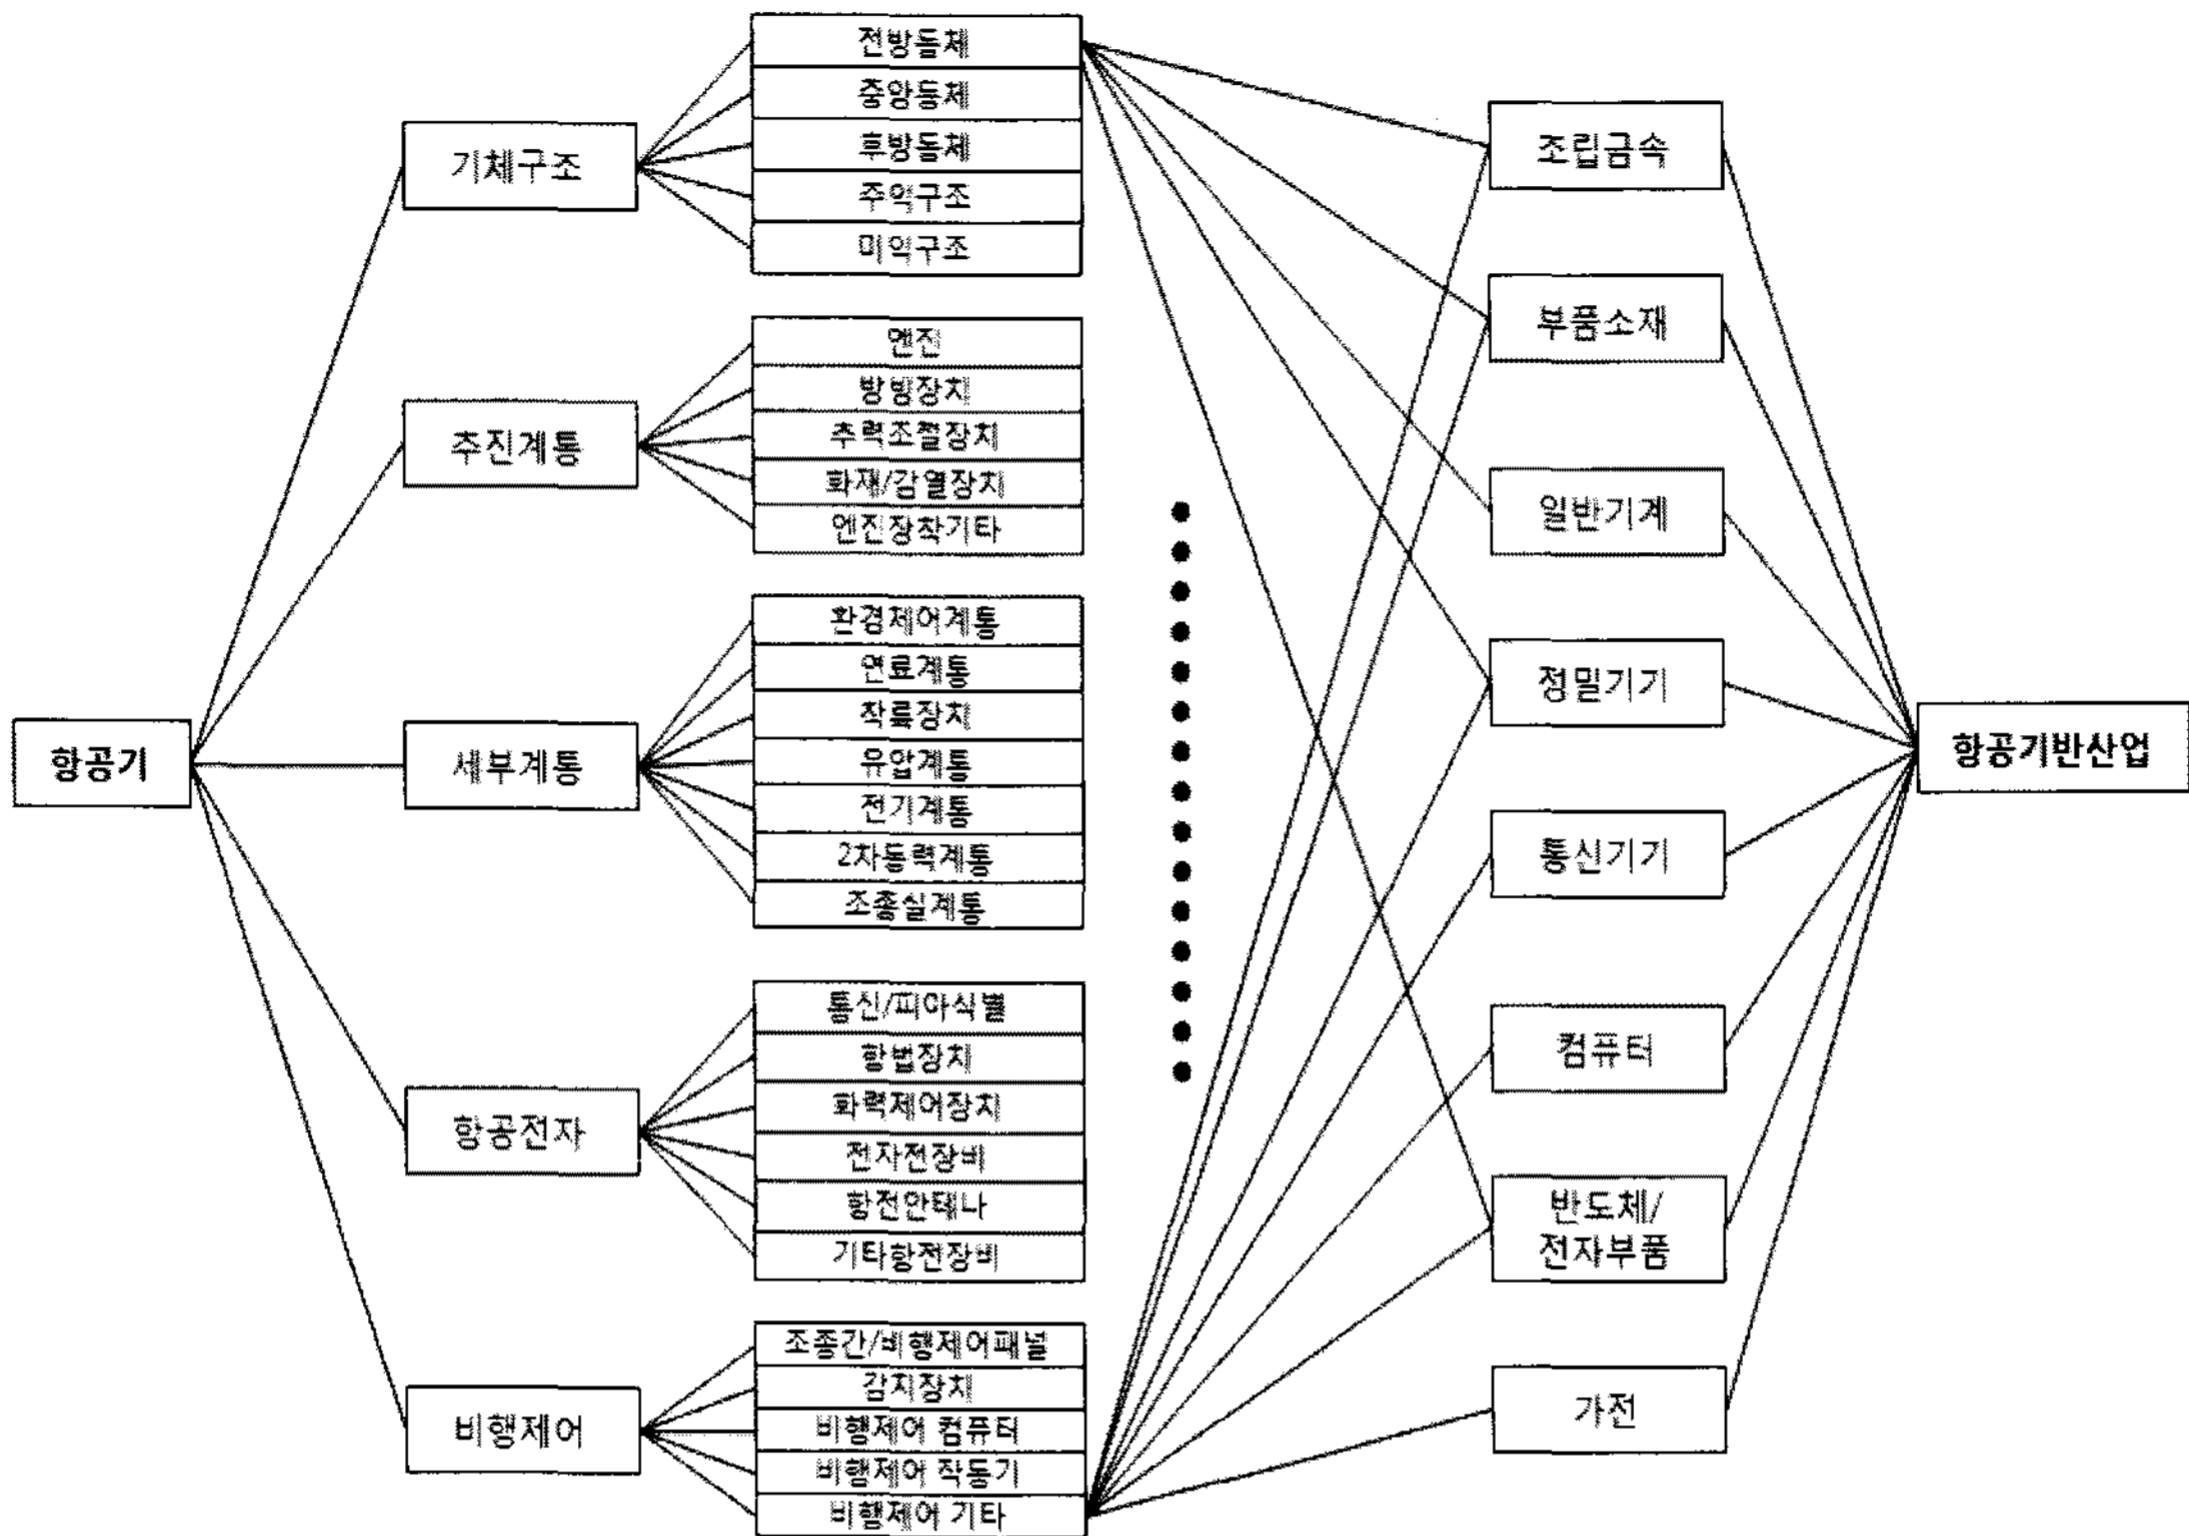 항공기
기체구조
추진계통
세부계통
항공전자
비행제어
전방동체
중앙동체
후방동체
주익구조
미익구조
엔진
방빙장치
추력조절장치
화재/감열장치
엔진장착기타
환경제어계통
연료계통
착륙장치
유압계통
전기계통
2차동력계통
조종실계통
통신/피아식별
항법장치
화력제어장치
전자전장비
항전안테나
기타항전장비
조종간/비행제어패널
감지장치
비행제어 컴퓨터
비행제어 작동기
비행제어 기타
조립금속
부품소재
일반기계
정밀기기
통신기기
컴퓨터
반도체/
전자부품
가전
항공기반산업